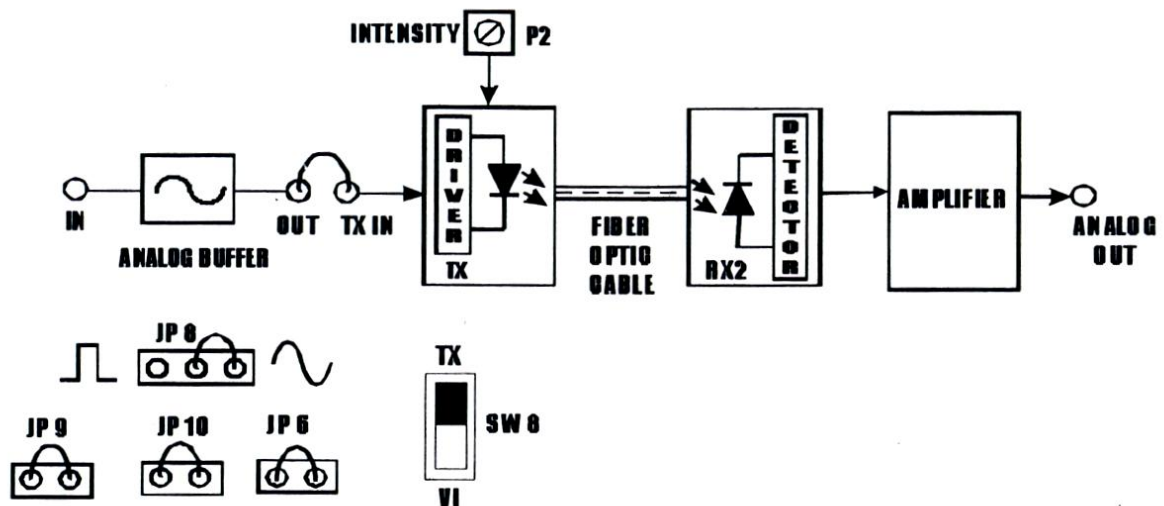 INTENSITY
P2
DRIVER
TX
DETECTOR
RX2
AMPLIFIER
IN
OUT
TX IN
ANALOG BUFFER
FIBER
OPTIC
CABLE
ANALOG
OUT
JP 8
JP 9
JP 10
JP 6
TX
SW 8
VI